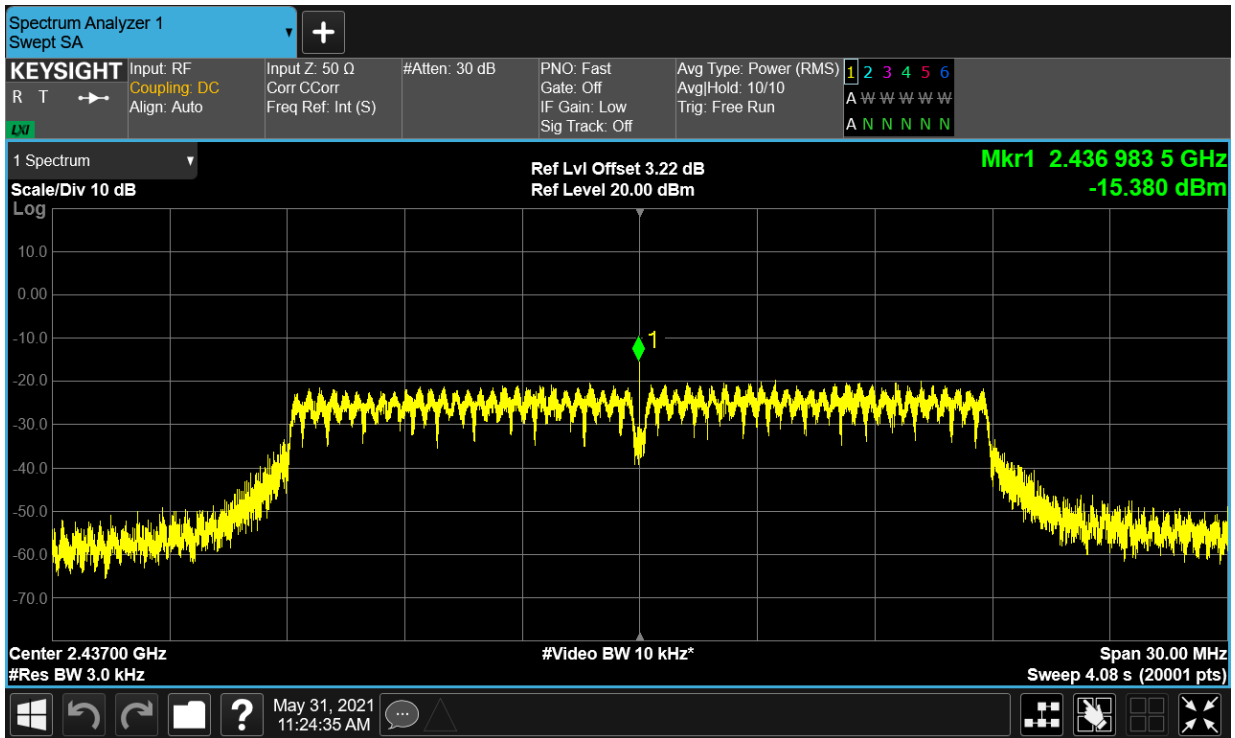 Spectrum Analyzer 1
Swept SA
KEYSIGHT
R T
LXI
Input: RF
Coupling: DC
Align: Auto
Input Z: 50 Ω
Corr CCorr
Freq Ref: Int (S)
#Atten: 30 dB
PNO: Fast
Gate: Off
IF Gain: Low
Sig Track: Off
Avg Type: Power (RMS)
Avg|Hold: 10/10
Trig: Free Run
1 2 3 4 5 6
A W W W W W
A N N N N N
1 Spectrum
Scale/Div 10 dB
Log
Ref Lvl Offset 3.22 dB
Ref Level 20.00 dBm
Mkr1 2.436 983 5 GHz
-15.380 dBm
10.0
0.00
-10.0
1
-20.0
-30.0
-40.0
-50.0
-60.0
-70.0
Center 2.43700 GHz
#Res BW 3.0 kHz
#Video BW 10 kHz*
Span 30.00 MHz
Sweep 4.08 s (20001 pts)
?
May 31, 2021
11:24:35 AM